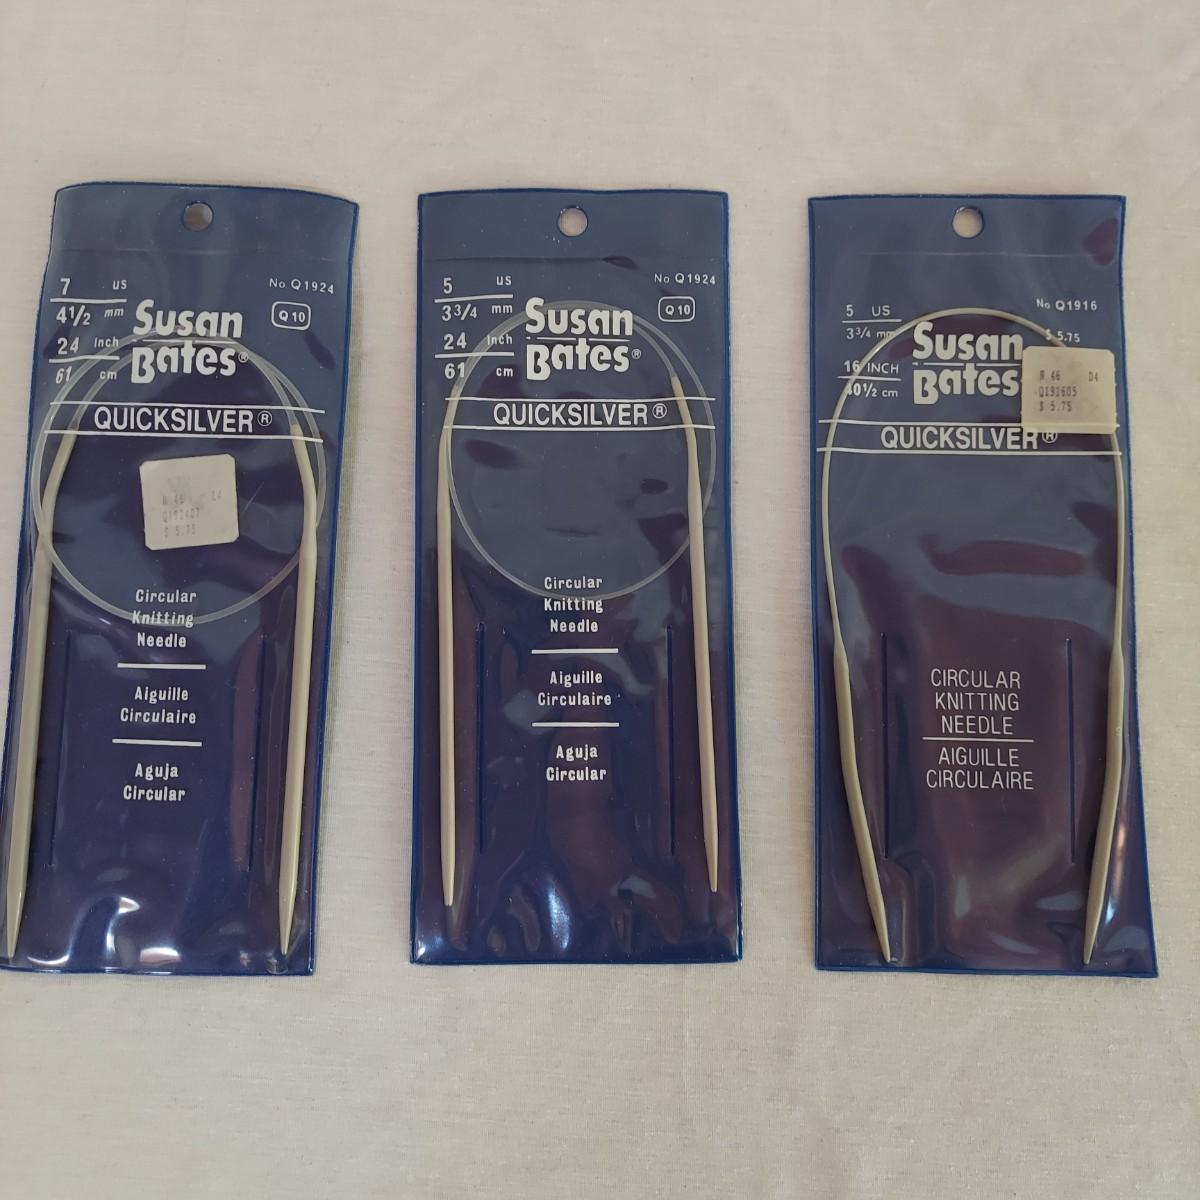 7 US
4 1/2 mm
24 Inch
61 cm
No Q1924
Q 10
Susan
Bates®
QUICKSILVER®
$ 5.75
Circular
Knitting
Needle
Aiguille
Circulaire
Aguja
Circular
5 US
3 3/4 mm
24 Inch
61 cm
No Q1924
Q 10
Susan
Bates®
QUICKSILVER®
Circular
Knitting
Needle
Aiguille
Circulaire
Aguja
Circular
5 US
3 3/4 mm
16 INCH
40 1/2 cm
No Q1916
$ 5.75
Susan
Bates
46 D4
Q191605
$ 5.75
QUICKSILVER®
CIRCULAR
KNITTING
NEEDLE
AIGUILLE
CIRCULAIRE